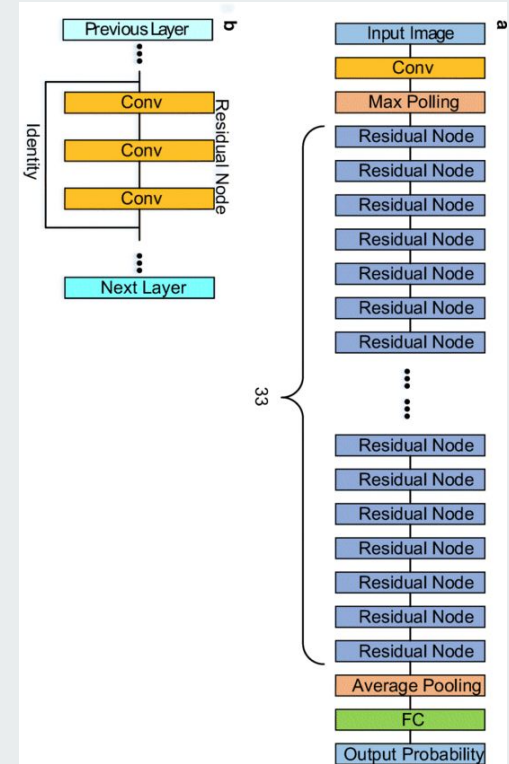 a
Input Image
Conv
Max Polling
Residual Node
Residual Node
Residual Node
Residual Node
Residual Node
Residual Node
Residual Node
... ...
Residual Node
Residual Node
Residual Node
Residual Node
Residual Node
Residual Node
Residual Node
Average Pooling
FC
Output Probability
33
b
Previous Layer
...
Conv
Conv
Conv
Residual Node
Identity
...
Next Layer